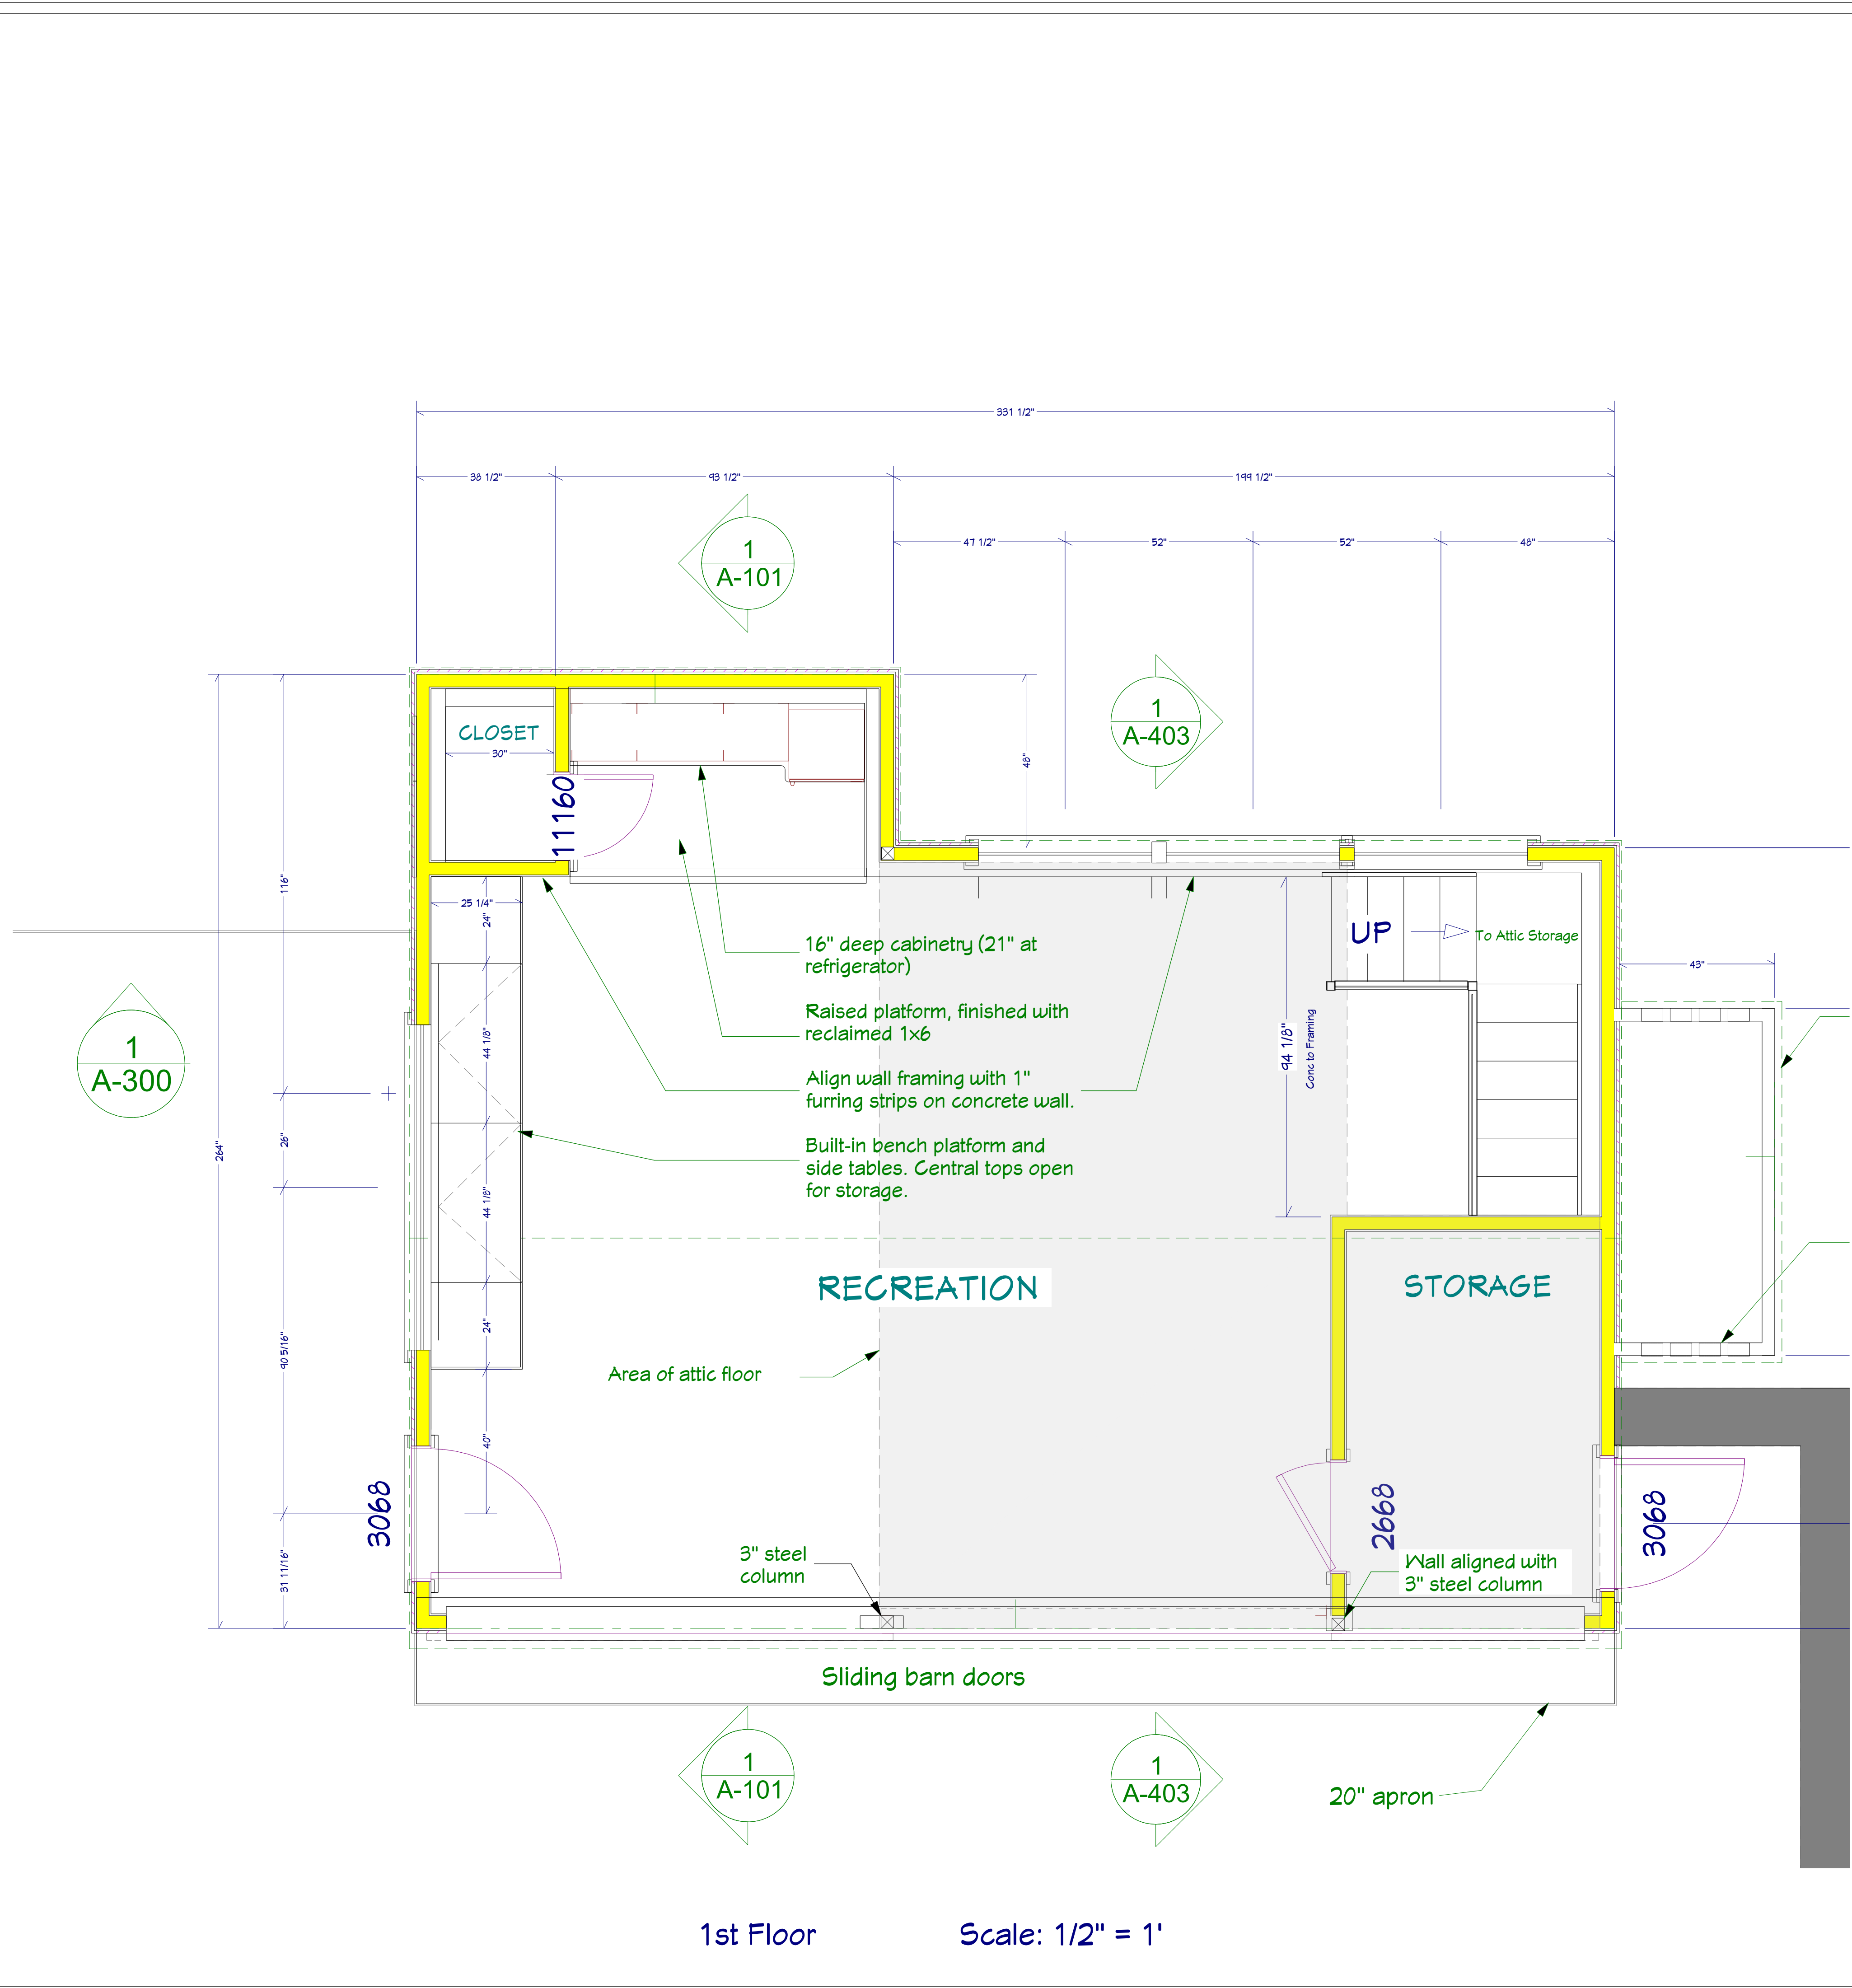 331 1/2"
38 1/2"
93 1/2"
199 1/2"
47 1/2"
52"
52"
48"
1
A-101
1
A-403
CLOSET
30"
11160
48"
116"
25 1/4"
24"
UP
To Attic Storage
16" deep cabinetry (21" at
refrigerator)
43"
Raised platform, finished with
reclaimed 1x6
44 1/8"
94 1/8"
Conc to Framing
1
A-300
Align wall framing with 1"
furring strips on concrete wall.
26"
264"
Built-in bench platform and
side tables. Central tops open
for storage.
44 1/8"
RECREATION
STORAGE
24"
90 5/16"
Area of attic floor
40"
3068
2668
3068
3" steel
column
Wall aligned with
3" steel column
31 11/16"
Sliding barn doors
1
A-101
1
A-403
20" apron
1st Floor
Scale: 1/2" = 1'